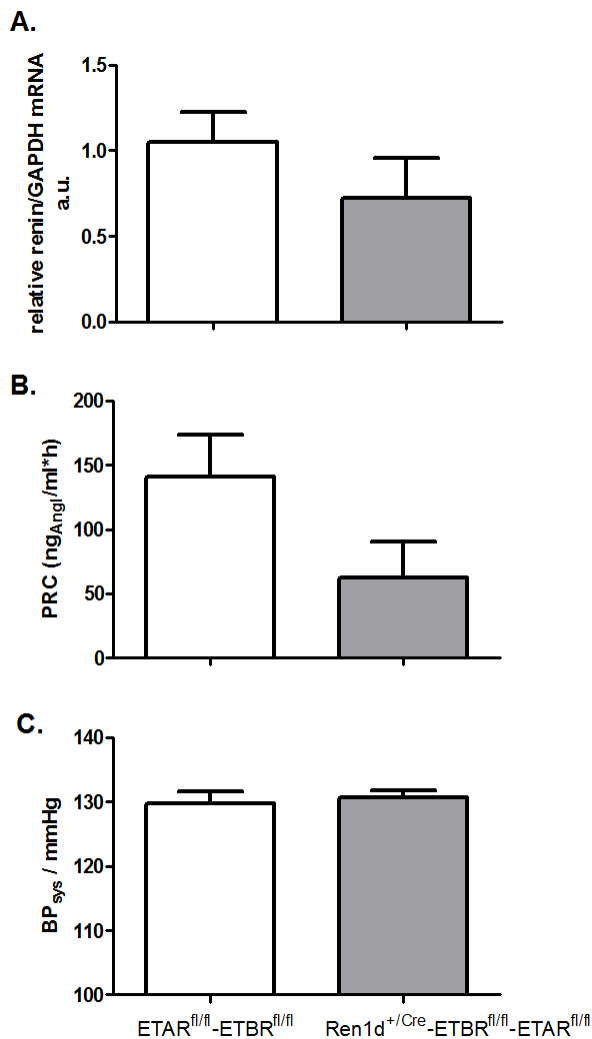 A.
relative renin/GAPDH mRNA
a.u.
1.5
1.0
0.5
0.0
B.
PRC (ngAngI/ml*h)
200
150
100
50
0
C.
BPsys / mmHg
140
130
120
110
100
ETARfl/fl-ETBRfl/fl
Ren1d+/Cre-ETBRfl/fl-ETARfl/fl